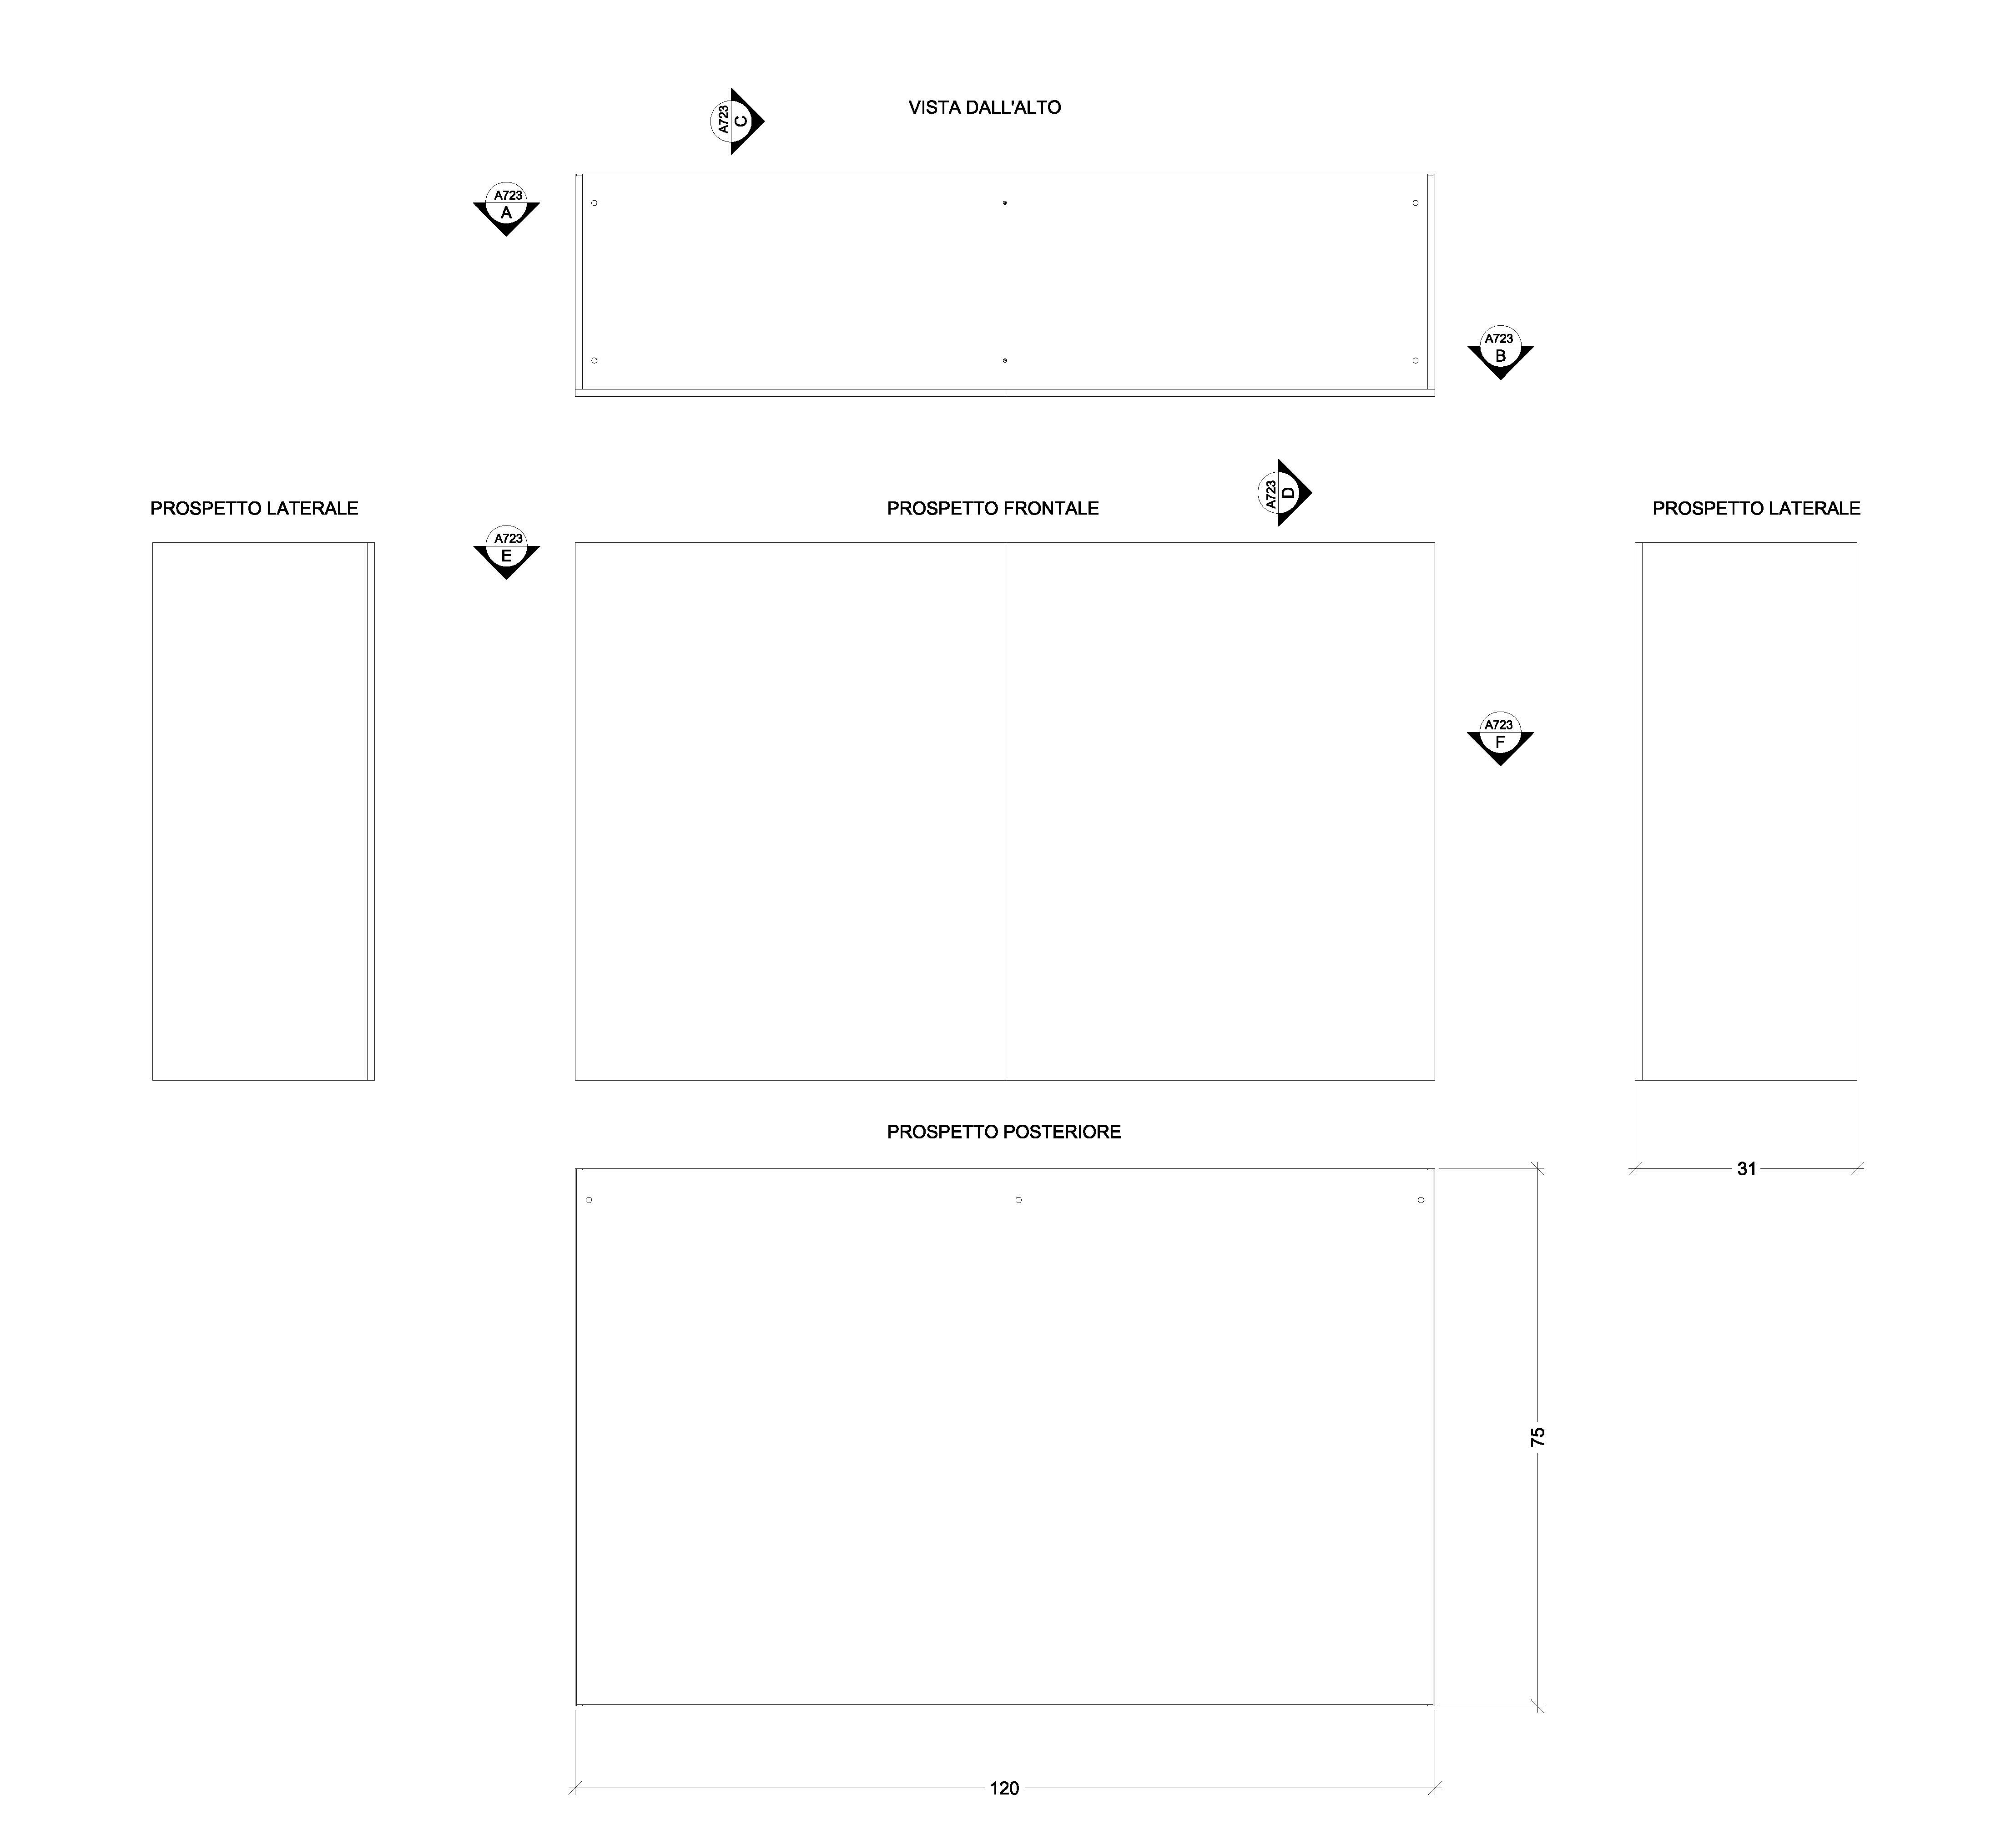 VISTA DALL'ALTO
A723
C
A723
A
A723
B
A723
D
PROSPETTO LATERALE
PROSPETTO FRONTALE
PROSPETTO LATERALE
A723
E
A723
F
PROSPETTO POSTERIORE
31
75
120